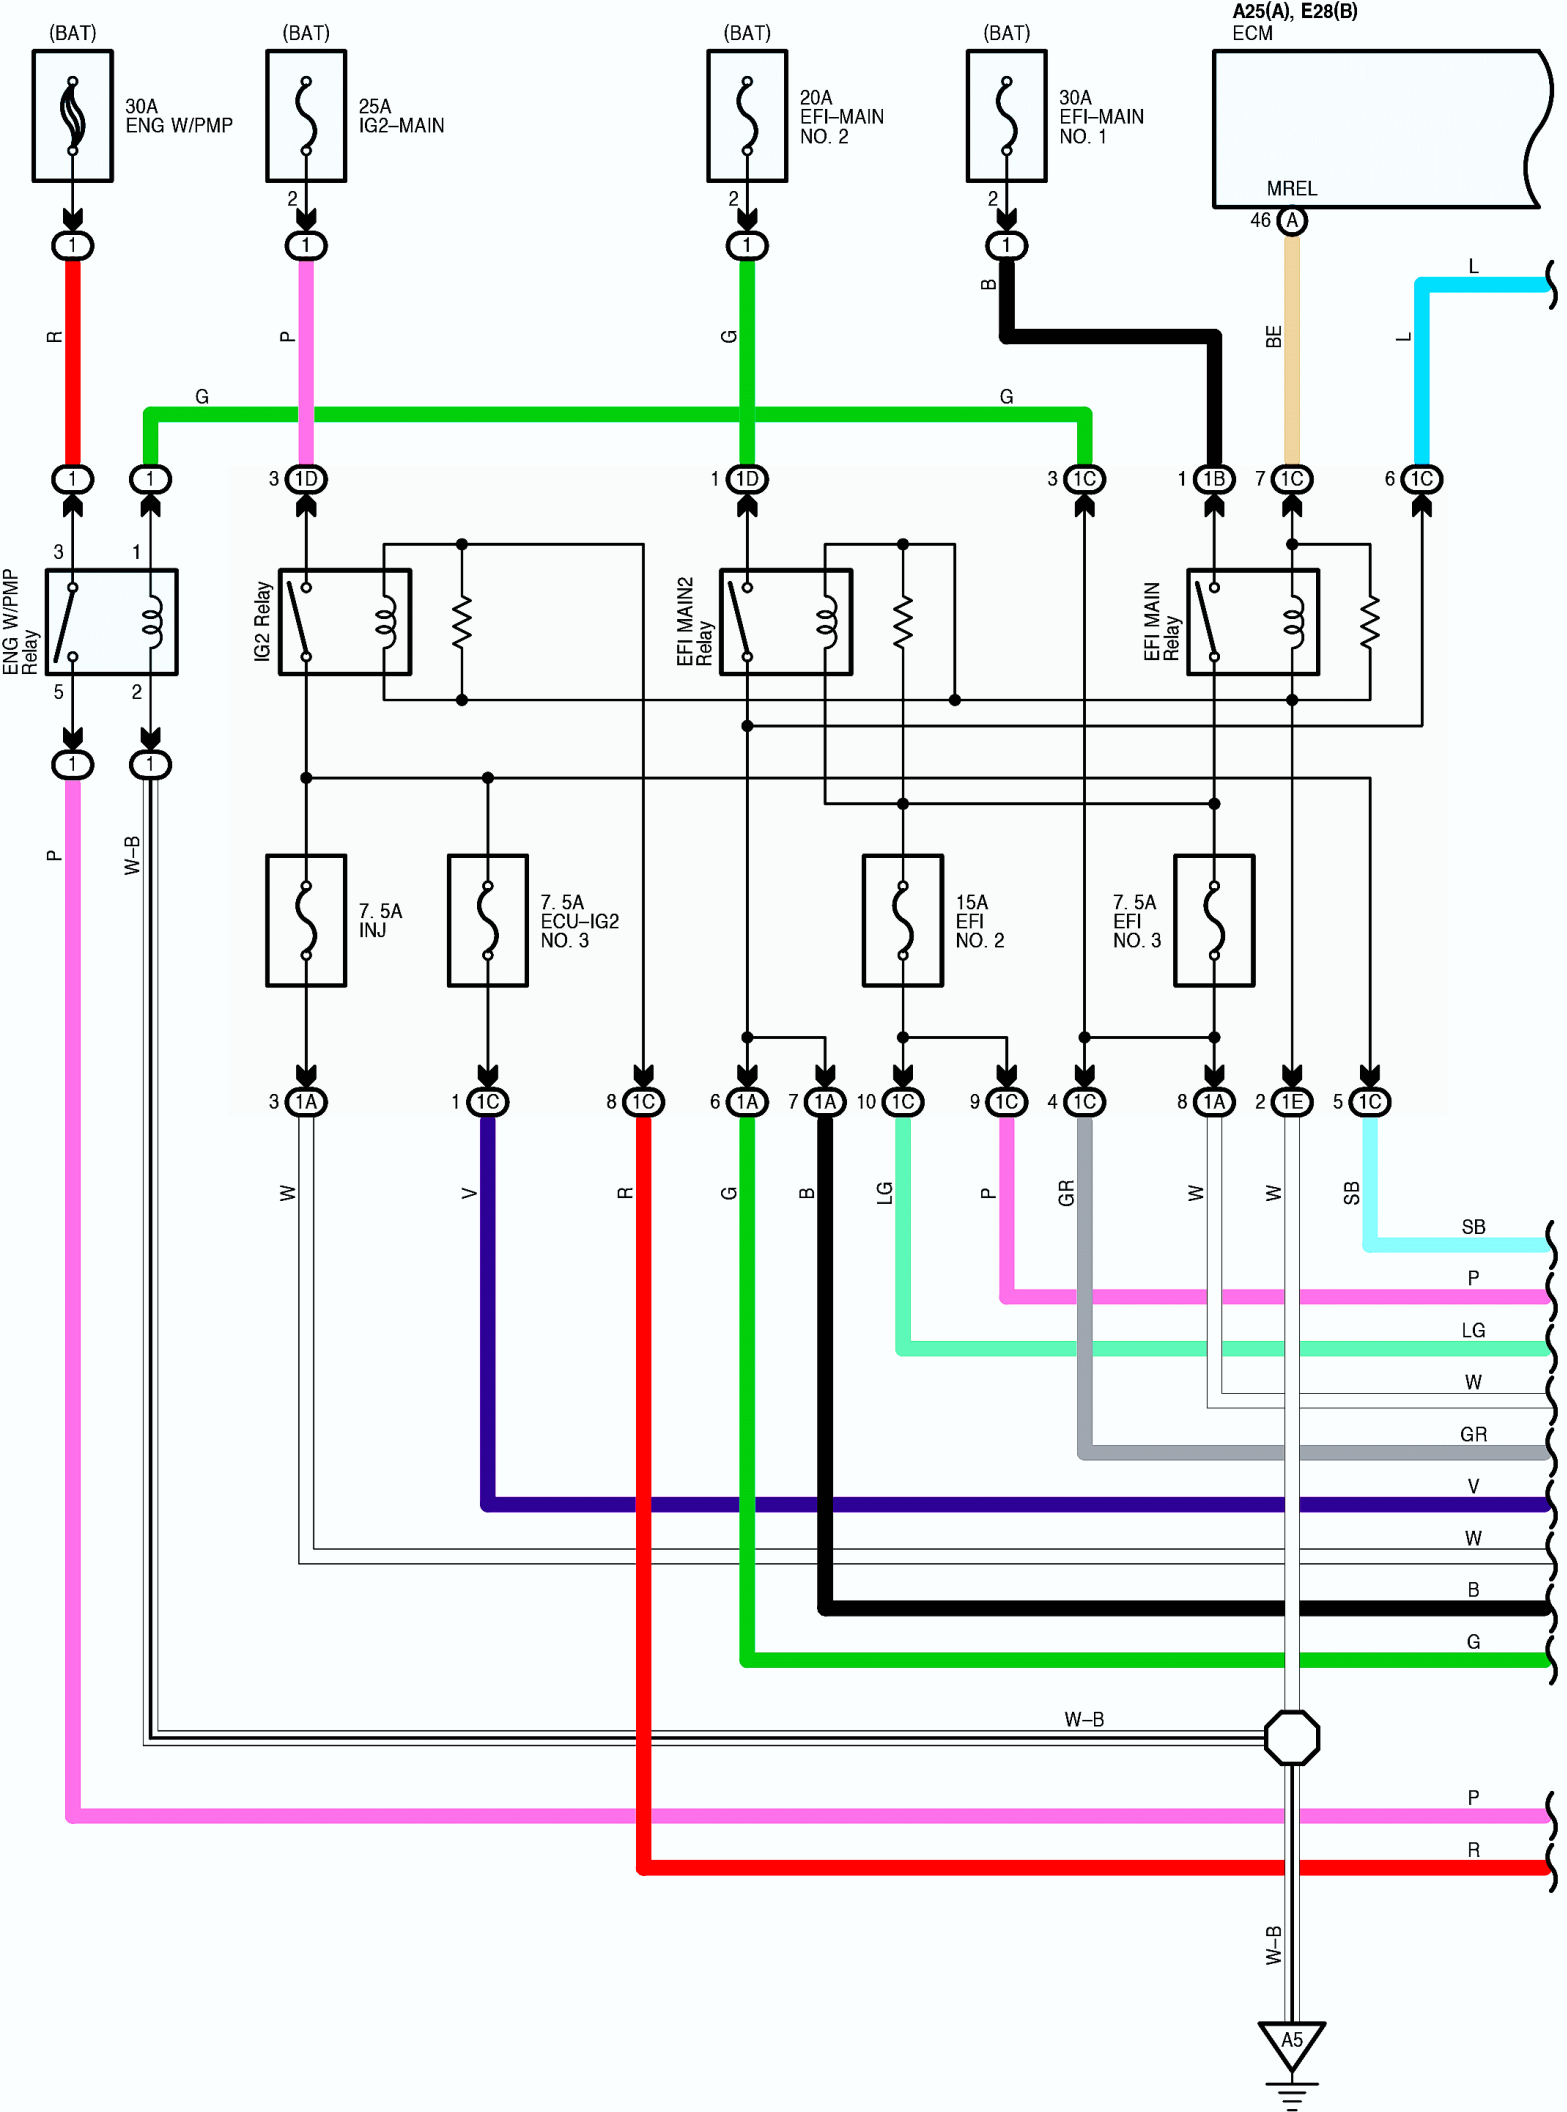 A25(A), E28(B)
ECM
(BAT)
(BAT)
(BAT)
(BAT)
30A
ENG W/PMP
25A
IG2–MAIN
20A
EFI–MAIN
NO. 2
30A
EFI–MAIN
NO. 1
MREL
2
2
2
46
A
1
1
1
1
L
B
R
P
G
BE
L
G
G
1
1
3
1D
1
1D
3
1C
1
1B
7
1C
6
1C
3
1
ENG W/PMP
Relay
IG2 Relay
EFI MAIN2
Relay
EFI MAIN
Relay
5
2
1
1
P
W–B
7. 5A
INJ
7. 5A
ECU–IG2
NO. 3
15A
EFI
NO. 2
7. 5A
EFI
NO. 3
3
1A
1
1C
8
1C
6
1A
7
1A
10
1C
9
1C
4
1C
8
1A
2
1E
5
1C
W
V
R
G
B
LG
P
GR
W
W
SB
SB
P
LG
W
GR
V
W
B
G
W–B
P
R
W–B
A5